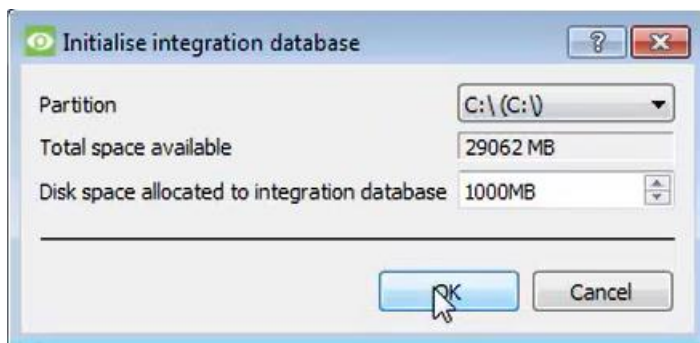 Initialise integration database
Partition C:\ (C:\)
Total space available 29062 MB
Disk space allocated to integration database 1000MB
OK Cancel